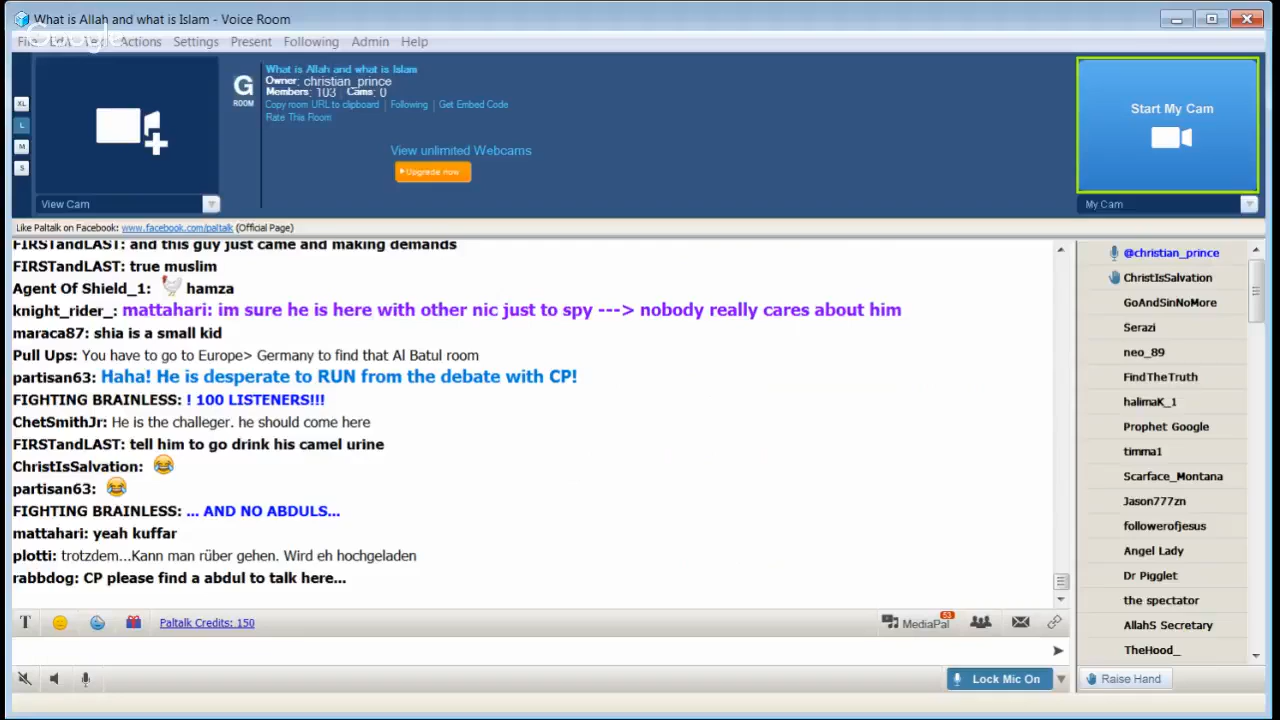 What is Allah and what is Islam - Voice Room
Google
Actions Settings Present Following Admin Help
G
ROOM
What is Allah and what is Islam
Owner: christian_prince
Members: 103 Cams: 0
Copy room URL to clipboard | Following | Get Embed Code
Rate This Room
View unlimited Webcams
Upgrade now
XL
L
M
S
View Cam
Start My Cam
My Cam
Like Paltalk on Facebook: www.facebook.com/paltalk (Official Page)
FIRSTandLAST: and this guy just came and making demands
FIRSTandLAST: true muslim
Agent Of Shield_1: hamza
knight_rider_: mattahari: im sure he is here with other nic just to spy ---> nobody really cares about him
maraca87: shia is a small kid
Pull Ups: You have to go to Europe> Germany to find that Al Batul room
partisan63: Haha! He is desperate to RUN from the debate with CP!
FIGHTING BRAINLESS: ! 100 LISTENERS!!!
ChetSmithJr: He is the challeger. he should come here
FIRSTandLAST: tell him to go drink his camel urine
ChristIsSalvation: 😂
partisan63: 😂
FIGHTING BRAINLESS: ... AND NO ABDULS...
mattahari: yeah kuffar
plotti: trotzdem...Kann man rüber gehen. Wird eh hochgeladen
rabbdog: CP please find a abdul to talk here...
@christian_prince
ChristIsSalvation
GoAndSinNoMore
Serazi
neo_89
FindTheTruth
halimaK_1
Prophet Google
timma1
Scarface_Montana
Jason777zn
followerofjesus
Angel Lady
Dr Pigglet
the spectator
AllahS Secretary
TheHood_
T Paltalk Credits: 150
MediaPal 53
Lock Mic On
Raise Hand